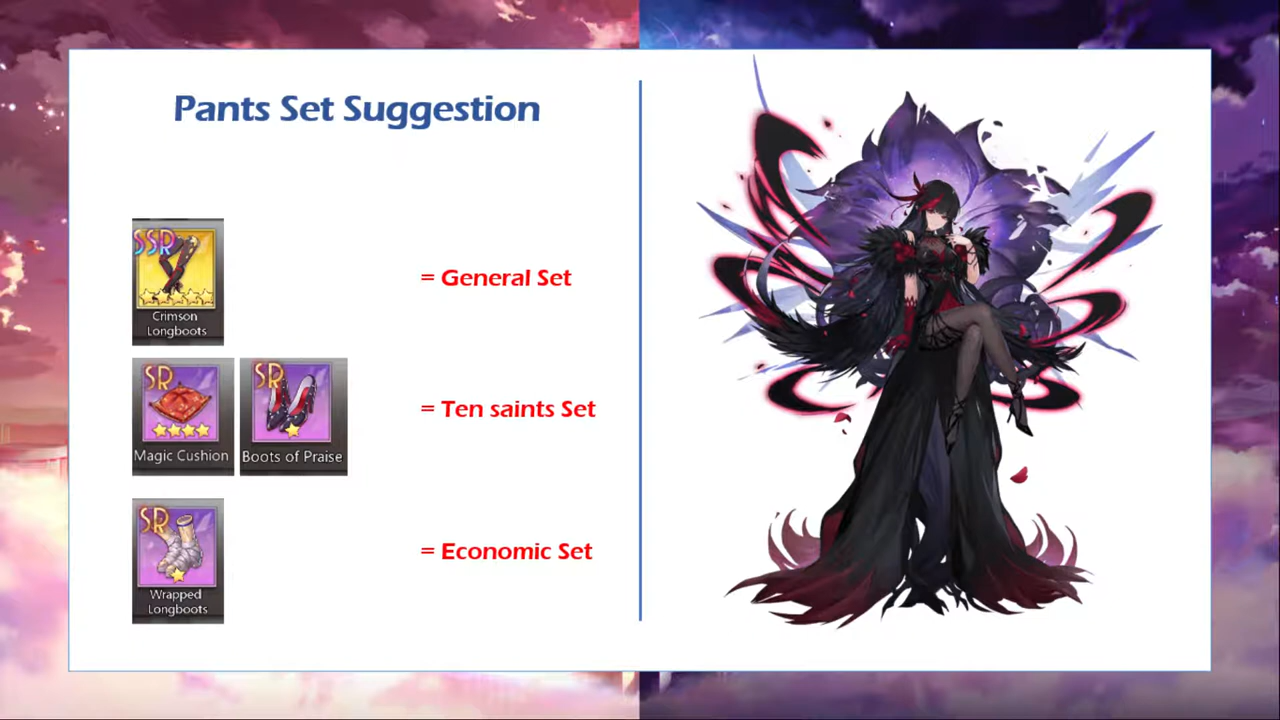 Pants Set Suggestion
SSR
Crimson
Longboots
= General Set
SR
Magic Cushion
SR
Boots of Praise
= Ten saints Set
SR
Wrapped
Longboots
= Economic Set